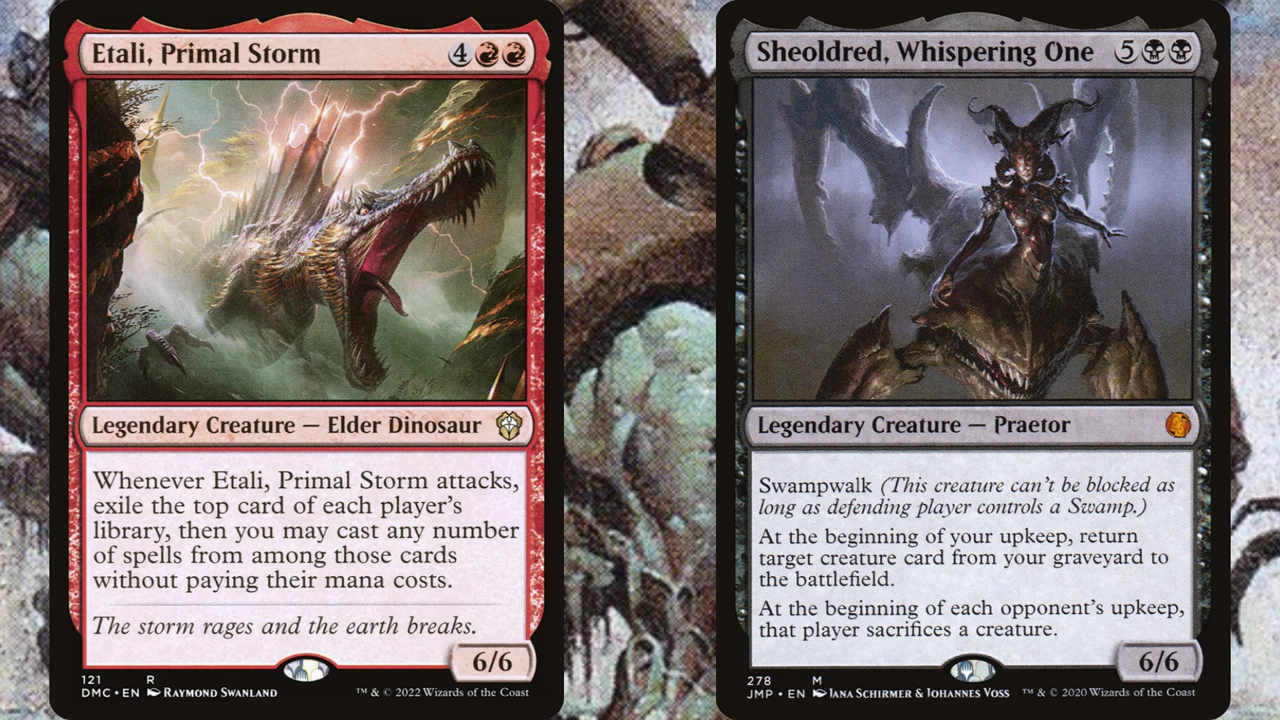 Etali, Primal Storm 4
Legendary Creature — Elder Dinosaur
Whenever Etali, Primal Storm attacks,
exile the top card of each player's
library, then you may cast any number
of spells from among those cards
without paying their mana costs.
The storm rages and the earth breaks.
6/6
121 R
DMC • EN Raymond Swanland
™ & © 2022 Wizards of the Coast
Sheoldred, Whispering One 5
Legendary Creature — Praetor
Swampwalk (This creature can't be blocked as
long as defending player controls a Swamp.)
At the beginning of your upkeep, return
target creature card from your graveyard to
the battlefield.
At the beginning of each opponent's upkeep,
that player sacrifices a creature.
6/6
278 M
JMP • EN Jana Schirmer & Johannes Voss
™ & © 2020 Wizards of the Coast